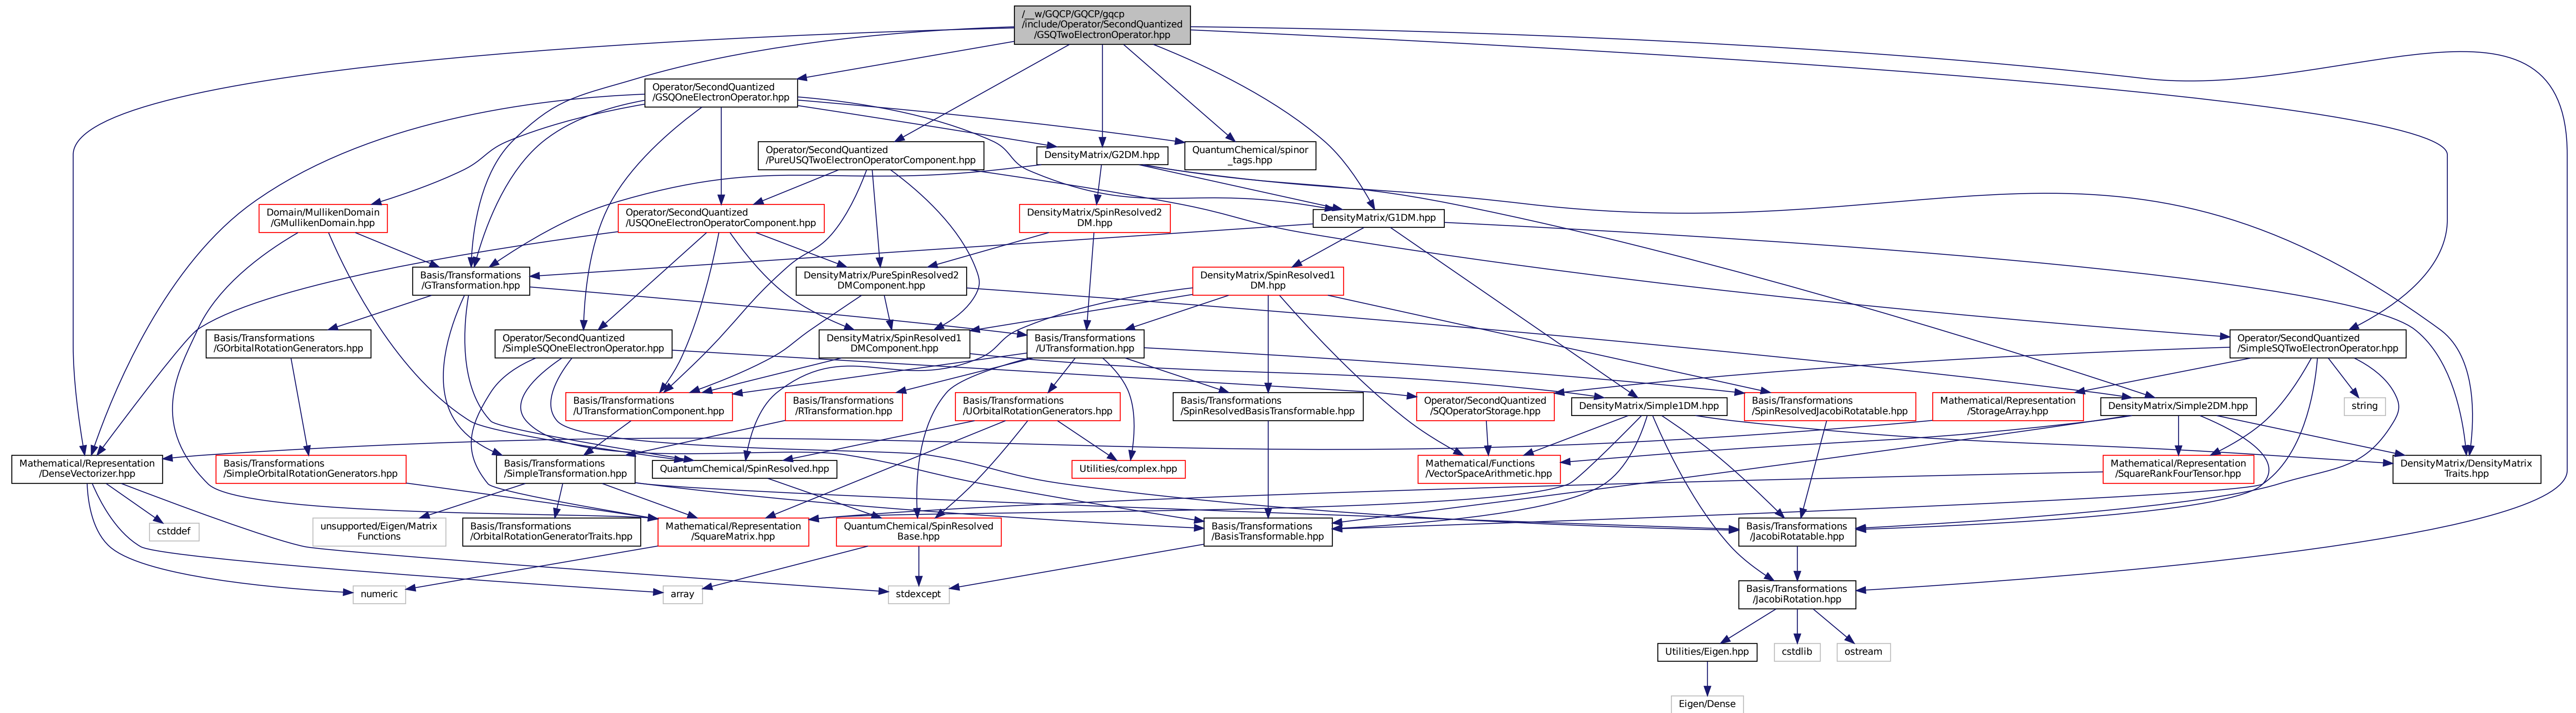 /__w/GQCP/GQCP/gqcp
/include/Operator/SecondQuantized
/GSQTwoElectronOperator.hpp
Operator/SecondQuantized
/GSQOneElectronOperator.hpp
Operator/SecondQuantized
/PureUSQTwoElectronOperatorComponent.hpp
DensityMatrix/G2DM.hpp
QuantumChemical/spinor
_tags.hpp
Domain/MullikenDomain
/GMullikenDomain.hpp
Operator/SecondQuantized
/USQOneElectronOperatorComponent.hpp
DensityMatrix/SpinResolved2
DM.hpp
DensityMatrix/G1DM.hpp
Basis/Transformations
/GTransformation.hpp
DensityMatrix/PureSpinResolved2
DMComponent.hpp
DensityMatrix/SpinResolved1
DM.hpp
Basis/Transformations
/GOrbitalRotationGenerators.hpp
Operator/SecondQuantized
/SimpleSQOneElectronOperator.hpp
DensityMatrix/SpinResolved1
DMComponent.hpp
Basis/Transformations
/UTransformation.hpp
Operator/SecondQuantized
/SimpleSQTwoElectronOperator.hpp
Basis/Transformations
/UTransformationComponent.hpp
Basis/Transformations
/RTransformation.hpp
Basis/Transformations
/UOrbitalRotationGenerators.hpp
Basis/Transformations
/SpinResolvedBasisTransformable.hpp
Operator/SecondQuantized
/SQOperatorStorage.hpp
DensityMatrix/Simple1DM.hpp
Basis/Transformations
/SpinResolvedJacobiRotatable.hpp
Mathematical/Representation
/StorageArray.hpp
DensityMatrix/Simple2DM.hpp
string
Mathematical/Representation
/DenseVectorizer.hpp
Basis/Transformations
/SimpleOrbitalRotationGenerators.hpp
Basis/Transformations
/SimpleTransformation.hpp
QuantumChemical/SpinResolved.hpp
Utilities/complex.hpp
Mathematical/Functions
/VectorSpaceArithmetic.hpp
Mathematical/Representation
/SquareRankFourTensor.hpp
DensityMatrix/DensityMatrix
Traits.hpp
cstddef
unsupported/Eigen/Matrix
Functions
Basis/Transformations
/OrbitalRotationGeneratorTraits.hpp
Mathematical/Representation
/SquareMatrix.hpp
QuantumChemical/SpinResolved
Base.hpp
Basis/Transformations
/BasisTransformable.hpp
Basis/Transformations
/JacobiRotatable.hpp
numeric
array
stdexcept
Basis/Transformations
/JacobiRotation.hpp
Utilities/Eigen.hpp
cstdlib
ostream
Eigen/Dense